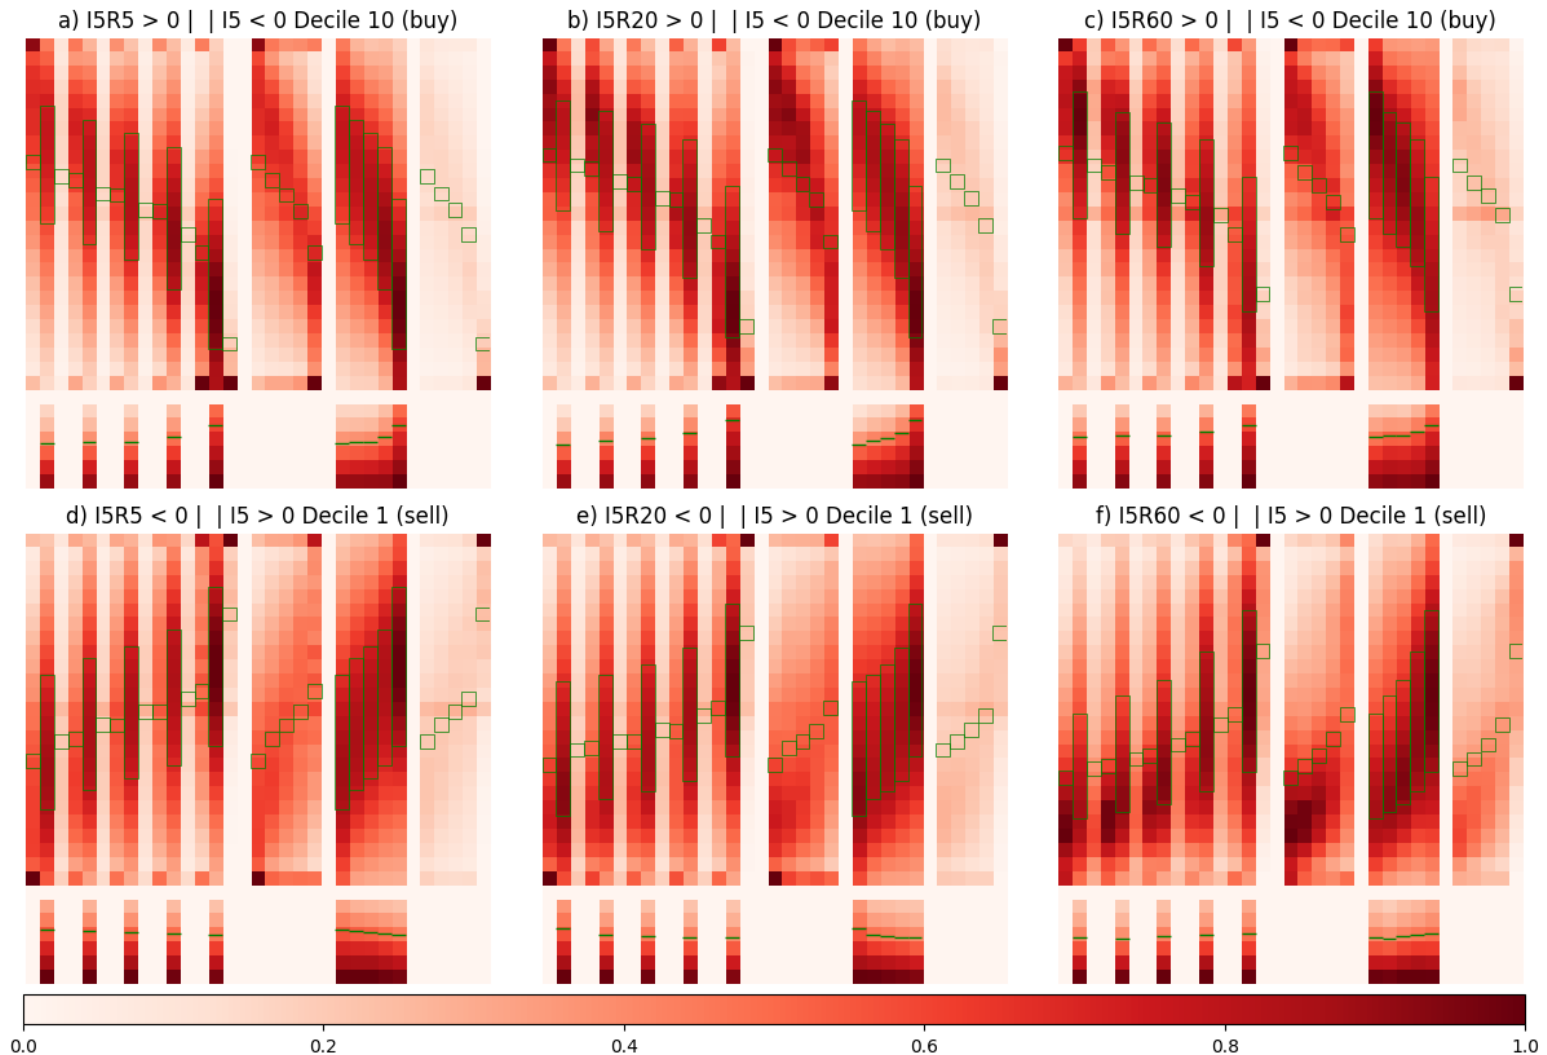 a) I5R5 > 0 | | I5 < 0 Decile 10 (buy)
b) I5R20 > 0 | | I5 < 0 Decile 10 (buy)
c) I5R60 > 0 | | I5 < 0 Decile 10 (buy)
d) I5R5 < 0 | | I5 > 0 Decile 1 (sell)
e) I5R20 < 0 | | I5 > 0 Decile 1 (sell)
f) I5R60 < 0 | | I5 > 0 Decile 1 (sell)
0.0 0.2 0.4 0.6 0.8 1.0